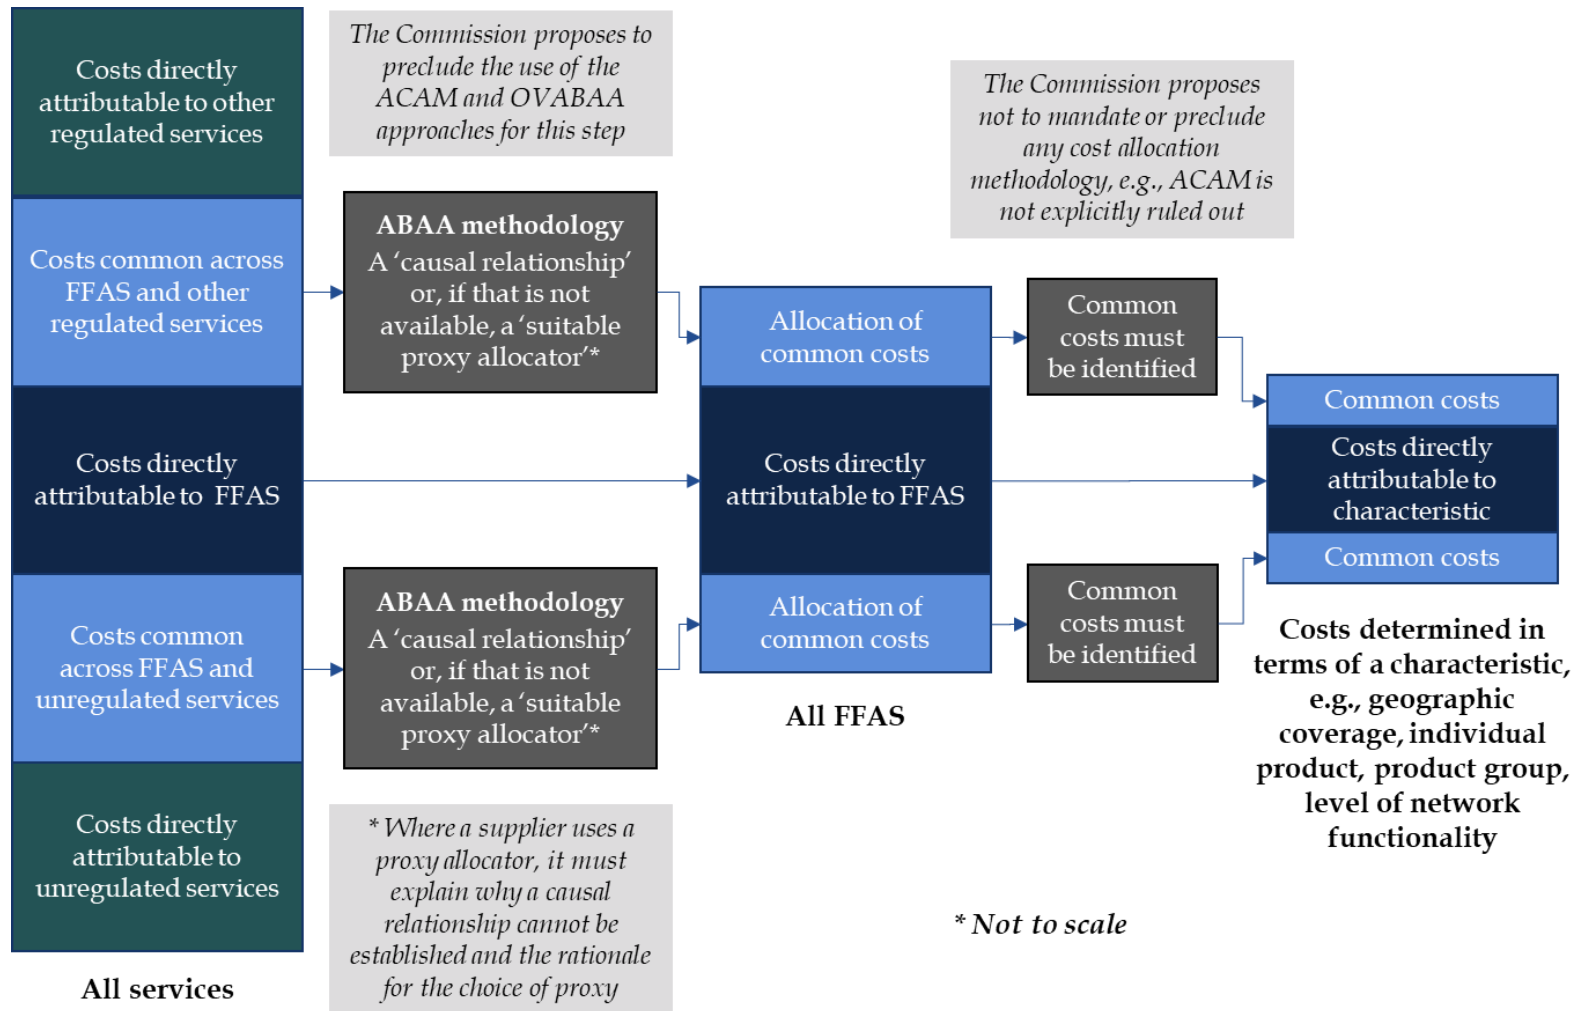 Costs directly
attributable to other
regulated services
Costs common across
FFAS and other
regulated services
Costs directly
attributable to FFAS
Costs common
across FFAS and
unregulated services
Costs directly
attributable to
unregulated services
All services
The Commission proposes to
preclude the use of the
ACAM and OVABAA
approaches for this step
ABAA methodology
A ‘causal relationship’
or, if that is not
available, a ‘suitable
proxy allocator’*
ABAA methodology
A ‘causal relationship’
or, if that is not
available, a ‘suitable
proxy allocator’*
* Where a supplier uses a
proxy allocator, it must
explain why a causal
relationship cannot be
established and the rationale
for the choice of proxy
Allocation of
common costs
Costs directly
attributable to FFAS
Allocation of
common costs
All FFAS
The Commission proposes
not to mandate or preclude
any cost allocation
methodology, e.g., ACAM is
not explicitly ruled out
Common
costs must
be identified
Common
costs must
be identified
Common costs
Costs directly
attributable to
characteristic
Common costs
Costs determined in
terms of a characteristic,
e.g., geographic
coverage, individual
product, product group,
level of network
functionality
* Not to scale